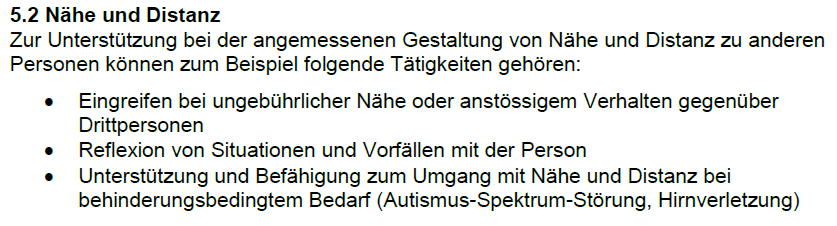 5.2 Nähe und Distanz
Zur Unterstützung bei der angemessenen Gestaltung von Nähe und Distanz zu anderen
Personen können zum Beispiel folgende Tätigkeiten gehören:
• Eingreifen bei ungebührlicher Nähe oder anstössigem Verhalten gegenüber
Drittpersonen
• Reflexion von Situationen und Vorfällen mit der Person
• Unterstützung und Befähigung zum Umgang mit Nähe und Distanz bei
behinderungsbedingtem Bedarf (Autismus-Spektrum-Störung, Hirnverletzung)